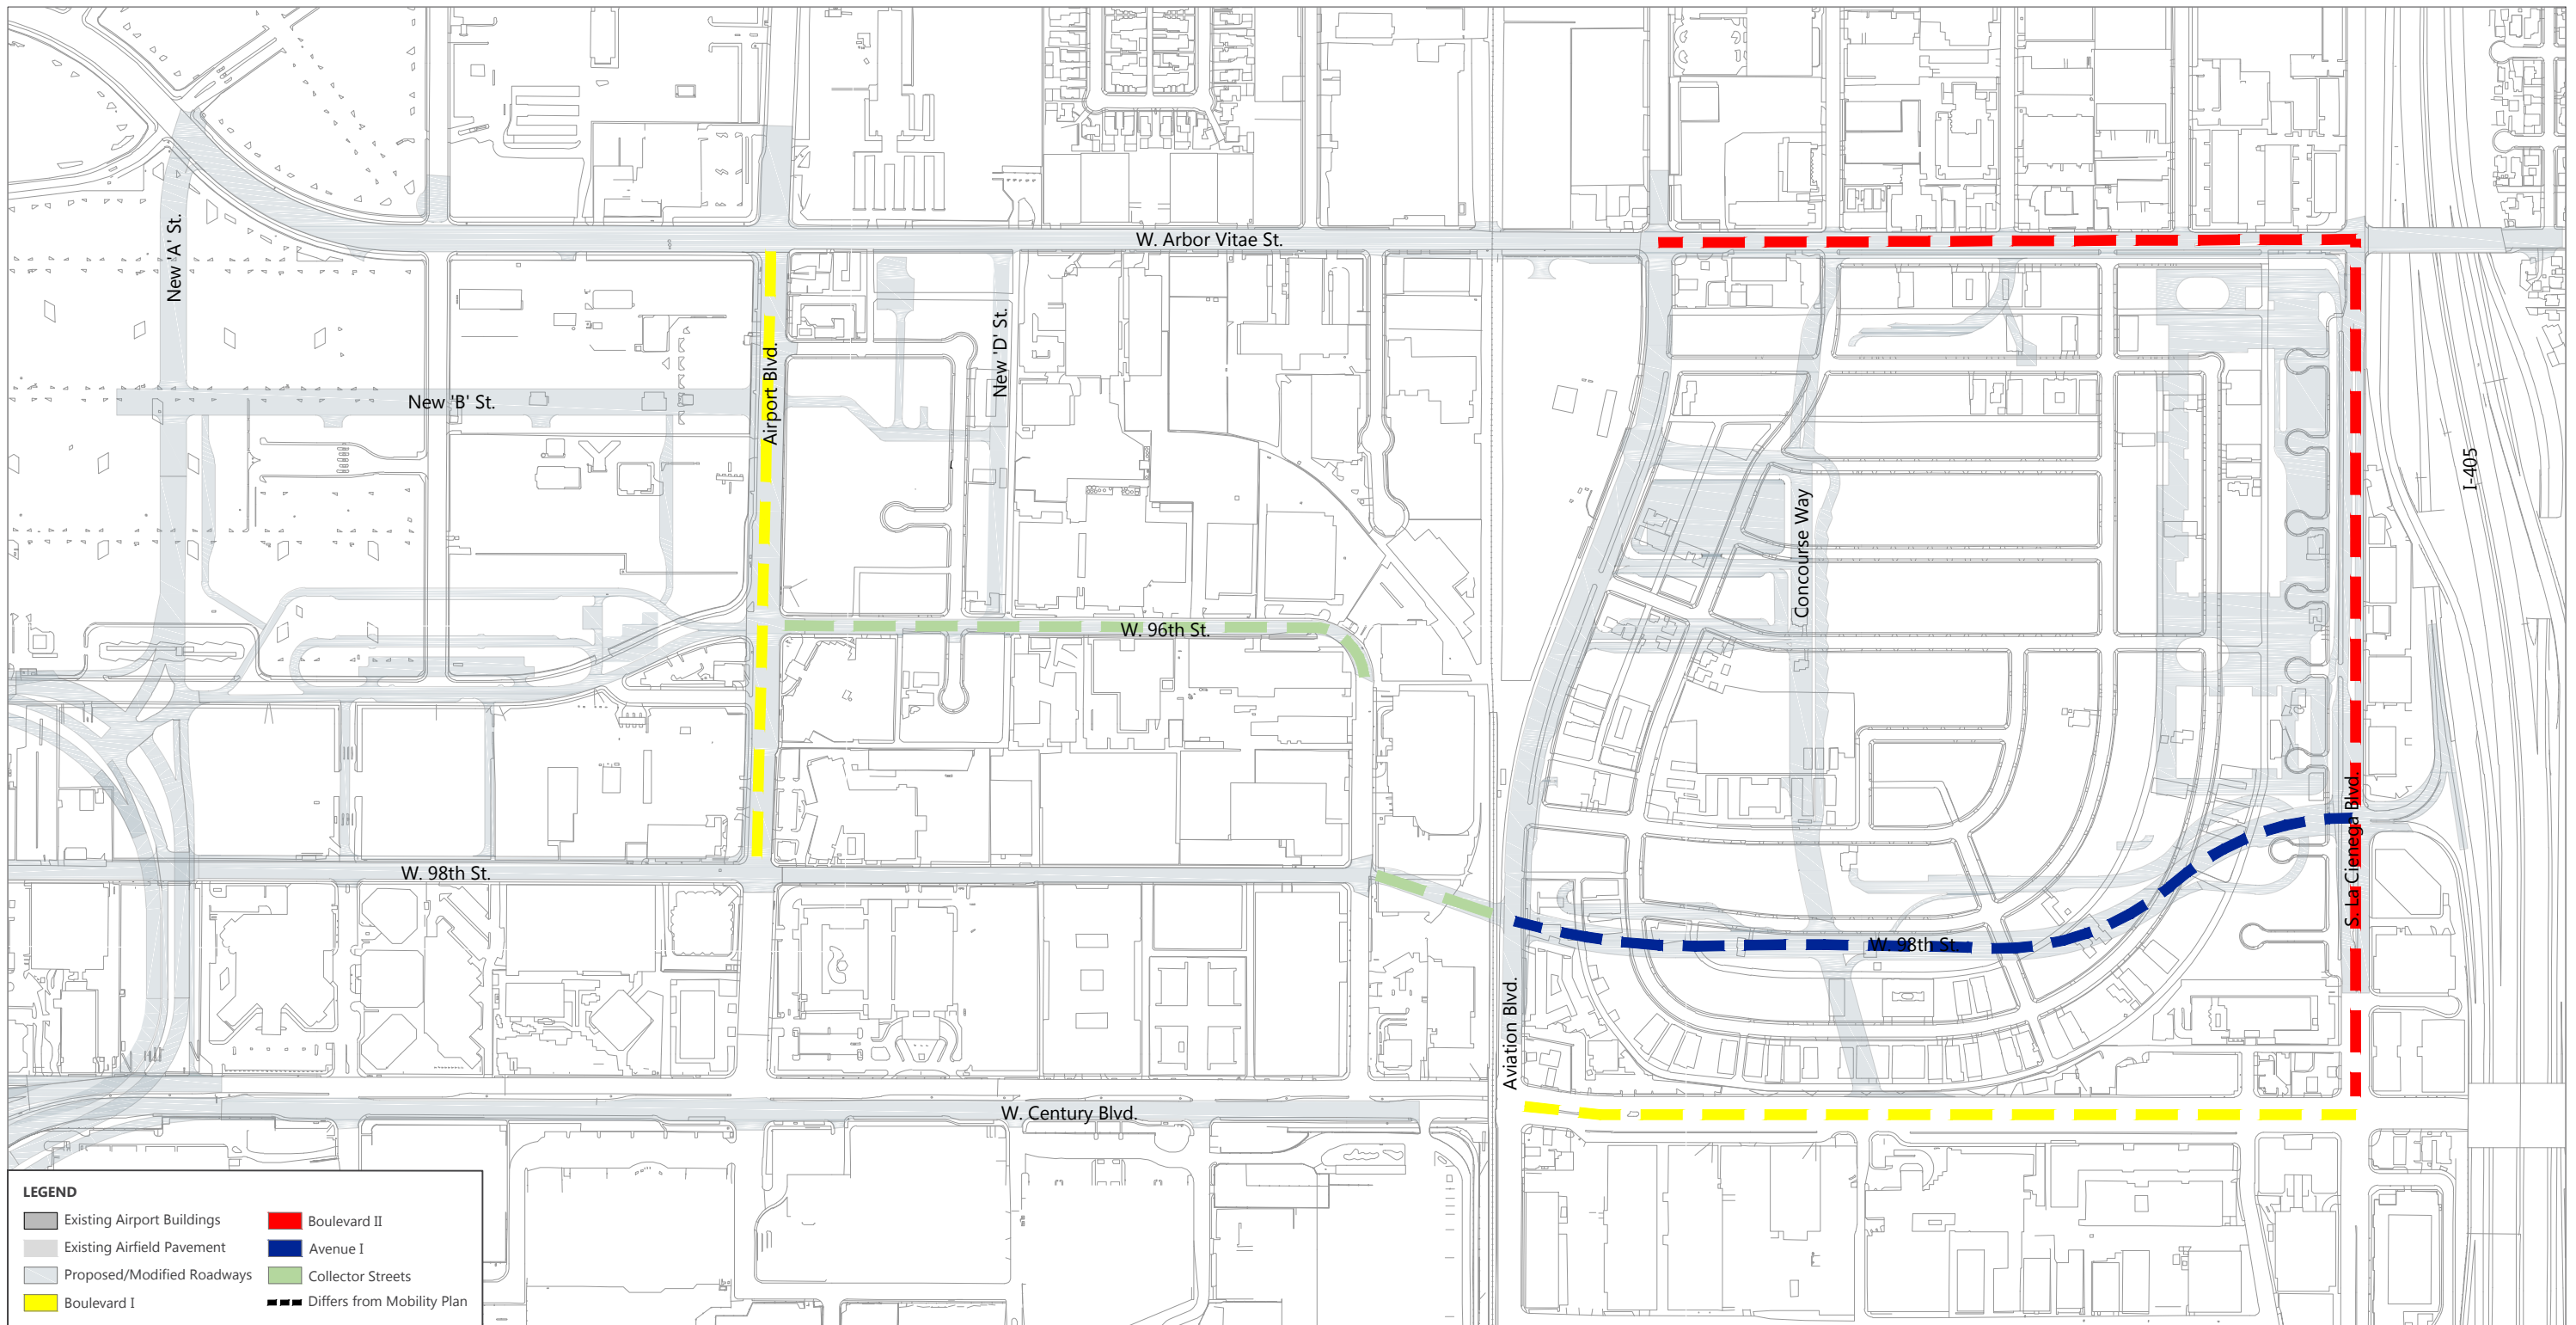 W. Arbor Vitae St.
New 'A' St.
New 'D' St.
Airport Blvd.
New 'B' St.
I-405
Concourse Way
W. 96th St.
S. La Cienega Blvd.
W. 98th St.
W. 98th St.
Aviation Blvd.
W. Century Blvd.
LEGEND
Existing Airport Buildings
Existing Airfield Pavement
Proposed/Modified Roadways
Boulevard I
Boulevard II
Avenue I
Collector Streets
Differs from Mobility Plan